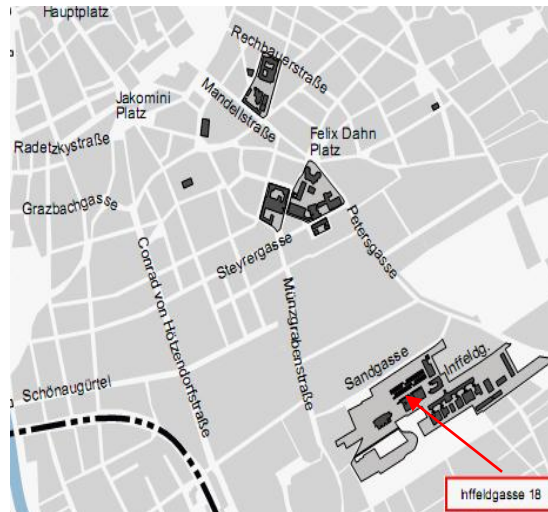 Hauptplatz
Rechbauerstraße
Mandellstraße
Jakomini
Platz
Felix Dahn
Platz
Radetzkystraße
Grazbachgasse
Petersgasse
Steyrergasse
Conrad von Hötzendorfstraße
Münzgrabenstraße
Sandgasse
Inffeldg.
Schönaugürtel
Inffeldgasse 18